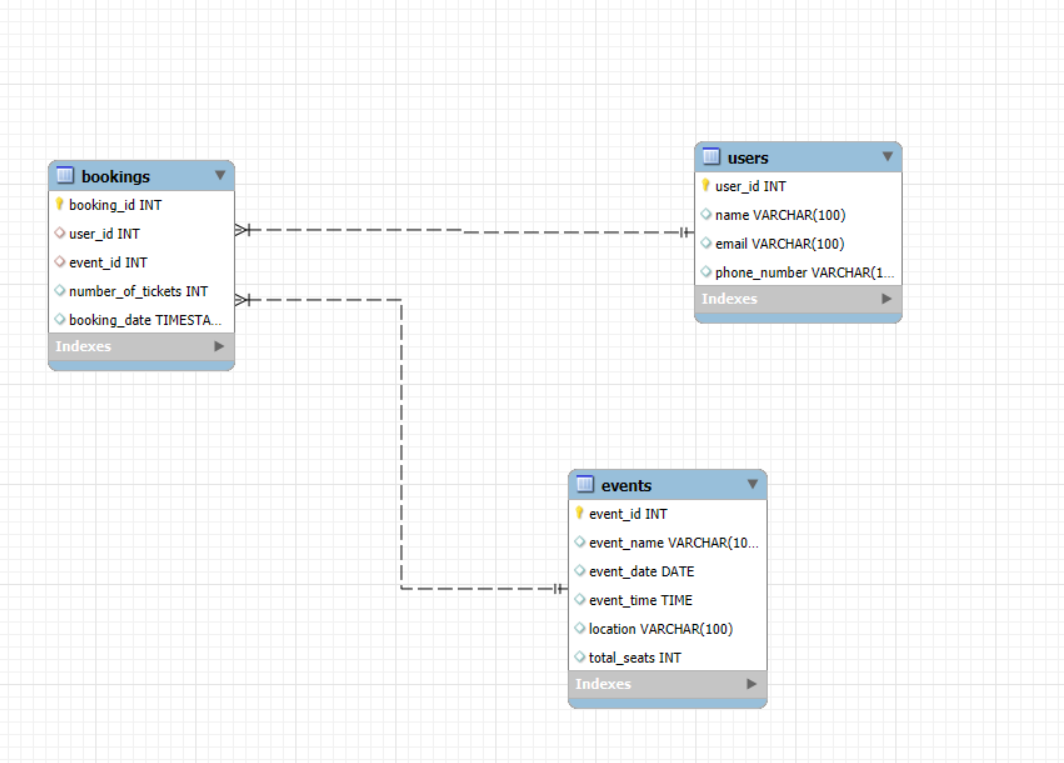 bookings
booking_id INT
user_id INT
event_id INT
number_of_tickets INT
booking_date TIMESTA...
Indexes
users
user_id INT
name VARCHAR(100)
email VARCHAR(100)
phone_number VARCHAR(1...
Indexes
events
event_id INT
event_name VARCHAR(10...
event_date DATE
event_time TIME
location VARCHAR(100)
total_seats INT
Indexes